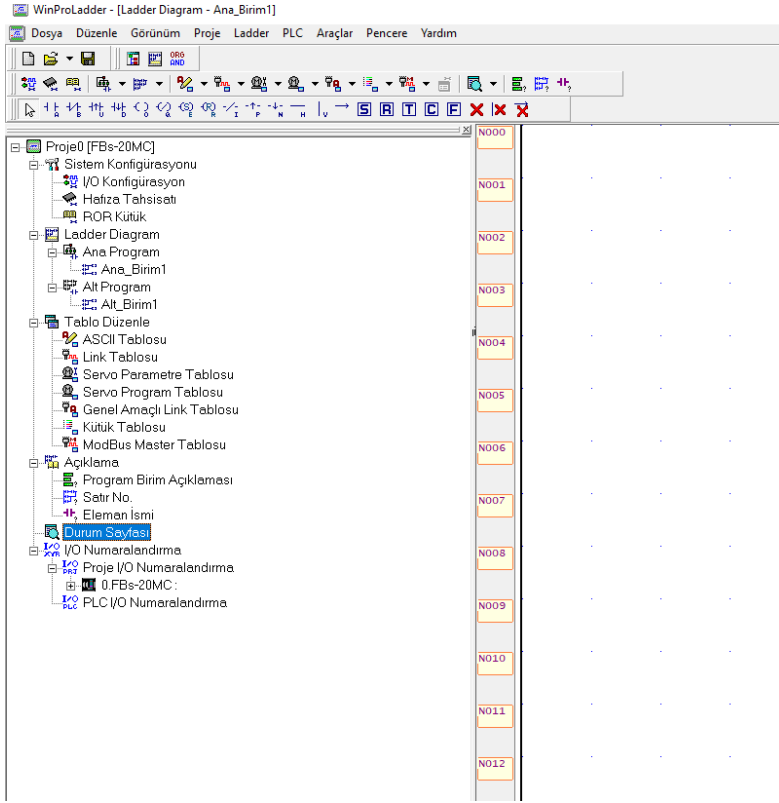 WinProLadder - [Ladder Diagram - Ana_Birim1]
Dosya Düzenle Görünüm Proje Ladder PLC Araçlar Pencere Yardım
ORG
AND
A B U D O Q S R I P N H V S R T C F
Proje0 [FBs-20MC]
Sistem Konfigürasyonu
I/O Konfigürasyon
Hafıza Tahsisatı
ROR Kütük
Ladder Diagram
Ana Program
Ana_Birim1
Alt Program
Alt_Birim1
Tablo Düzenle
ASCII Tablosu
Link Tablosu
Servo Parametre Tablosu
Servo Program Tablosu
Genel Amaçlı Link Tablosu
Kütük Tablosu
ModBus Master Tablosu
Açıklama
Program Birim Açıklaması
Satır No.
Eleman İsmi
Durum Sayfası
I/O Numaralandırma
Proje I/O Numaralandırma
0.FBs-20MC :
PLC I/O Numaralandırma
N000
N001
N002
N003
N004
N005
N006
N007
N008
N009
N010
N011
N012